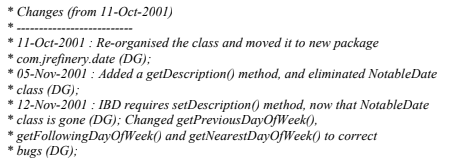 * Changes (from 11-Oct-2001)
* --------------------------
* 11-Oct-2001 : Re-organised the class and moved it to new package
* com.jrefinery.date (DG);
* 05-Nov-2001 : Added a getDescription() method, and eliminated NotableDate
* class (DG);
* 12-Nov-2001 : IBD requires setDescription() method, now that NotableDate
* class is gone (DG); Changed getPreviousDayOfWeek(),
* getFollowingDayOfWeek() and getNearestDayOfWeek() to correct
* bugs (DG);